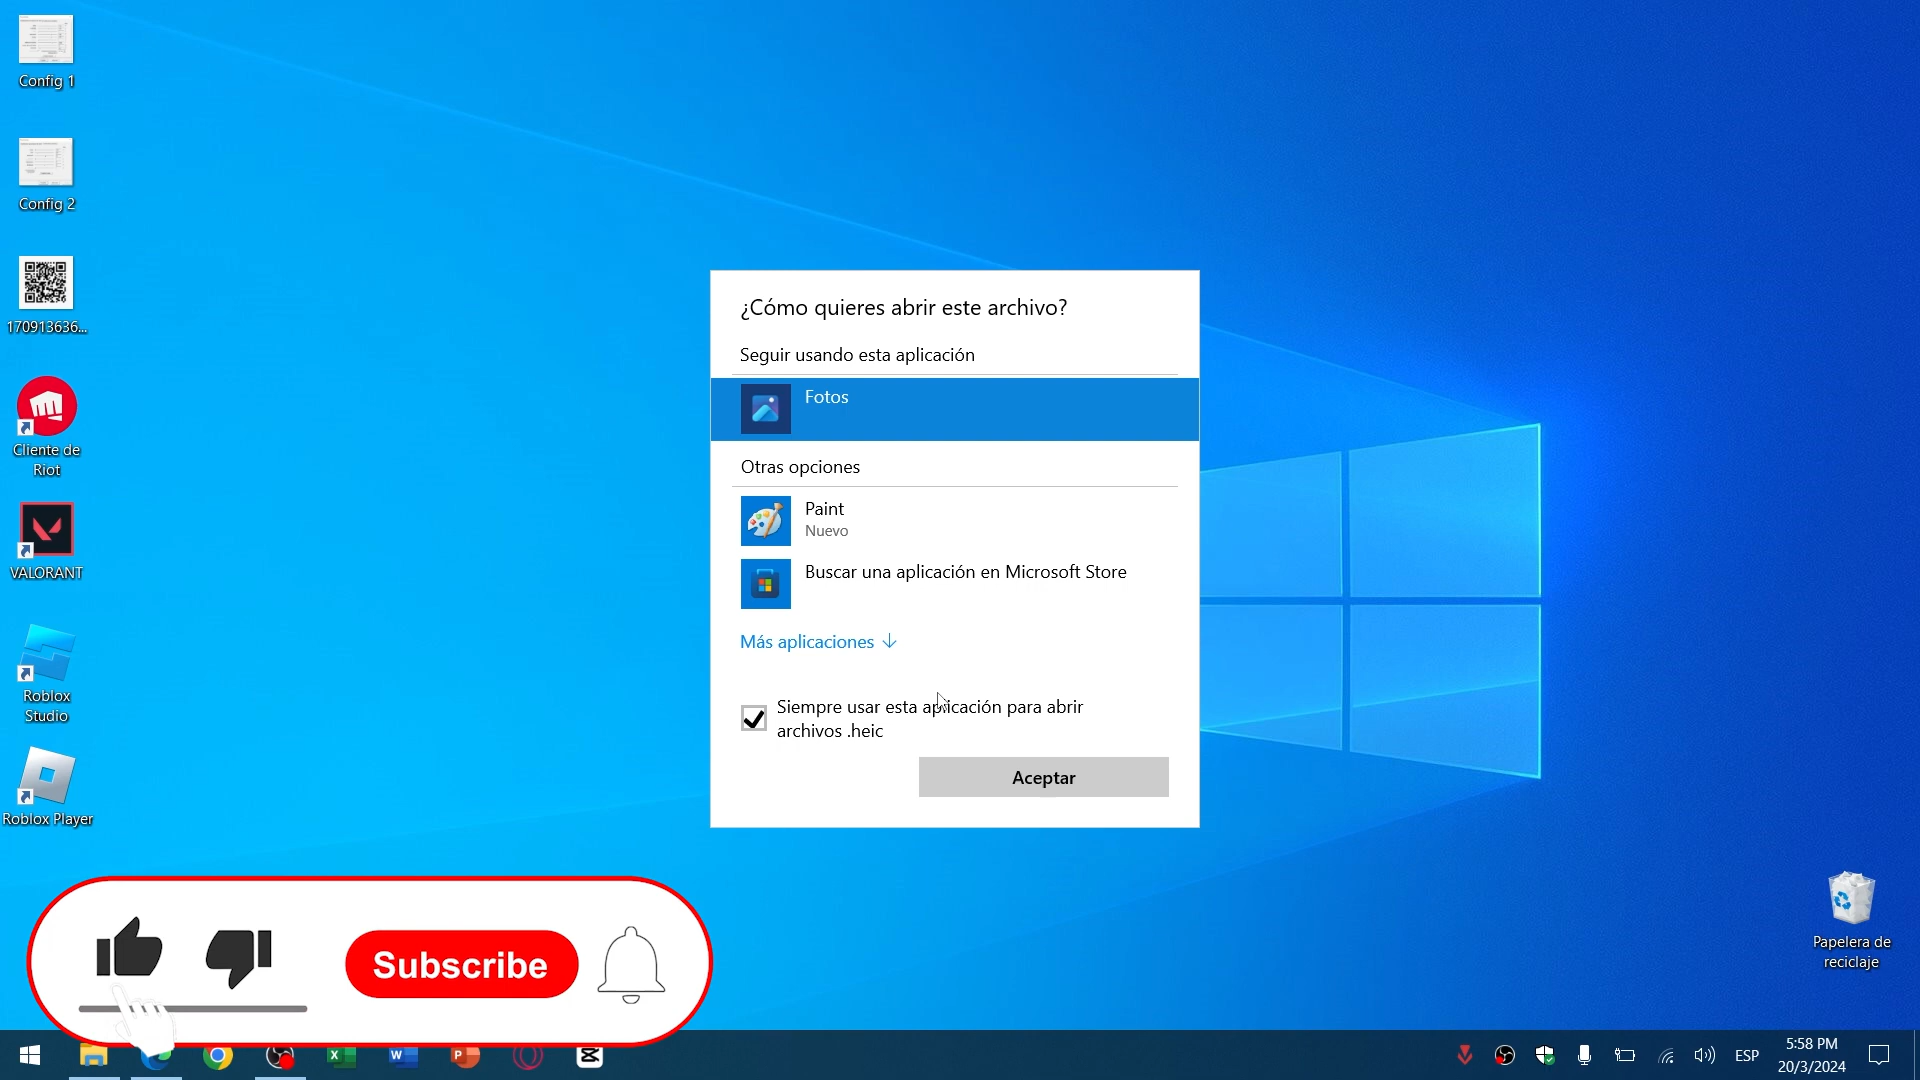 Config 1
Config 2
170913636...
Cliente de
Riot
VALORANT
Roblox
Studio
Roblox Player
¿Cómo quieres abrir este archivo?
Seguir usando esta aplicación
Fotos
Otras opciones
Paint
Nuevo
Buscar una aplicación en Microsoft Store
Más aplicaciones
Siempre usar esta aplicación para abrir
archivos .heic
Aceptar
Papelera de
reciclaje
Subscribe
ESP
5:58 PM
20/3/2024